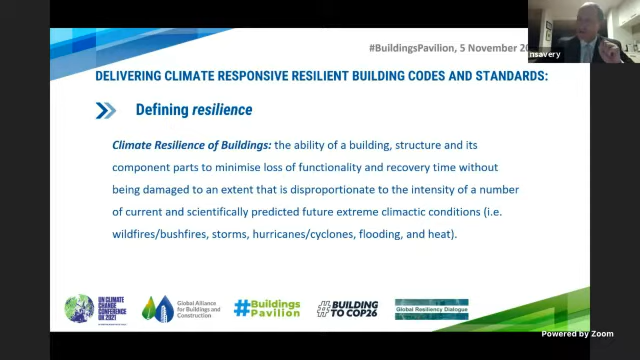 #BuildingsPavilion, 5 November 20
nsavery
DELIVERING CLIMATE RESPONSIVE RESILIENT BUILDING CODES AND STANDARDS:
Defining resilience
Climate Resilience of Buildings: the ability of a building, structure and its
component parts to minimise loss of functionality and recovery time without
being damaged to an extent that is disproportionate to the intensity of a number
of current and scientifically predicted future extreme climactic conditions (i.e.
wildfires/bushfires, storms, hurricanes/cyclones, flooding, and heat).
UN CLIMATE
CHANGE
CONFERENCE
UK 2021
Global Alliance
for Buildings and
Construction
#Buildings
Pavilion
#BUILDING
TO COP26
Global Resiliency Dialogue
Powered by Zoom